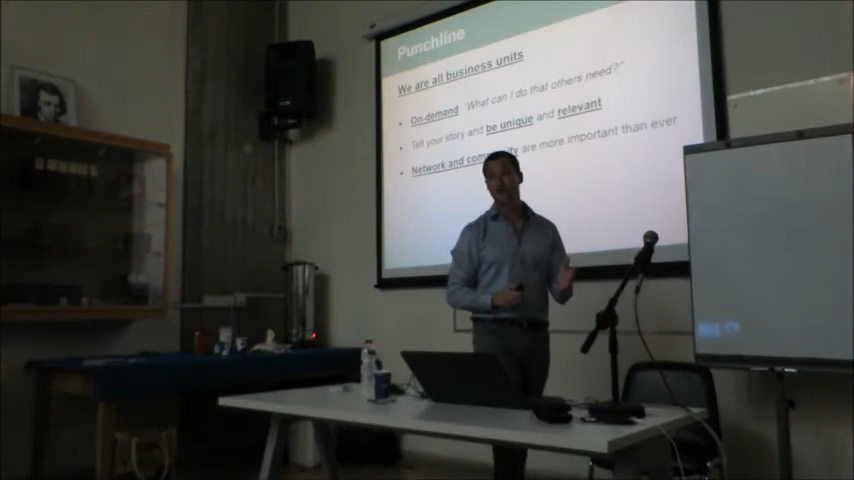 Punchline
We are all business units
• On-demand "What can I do that others need?"
• Tell your story and be unique and relevant
• Network and community are more important than ever